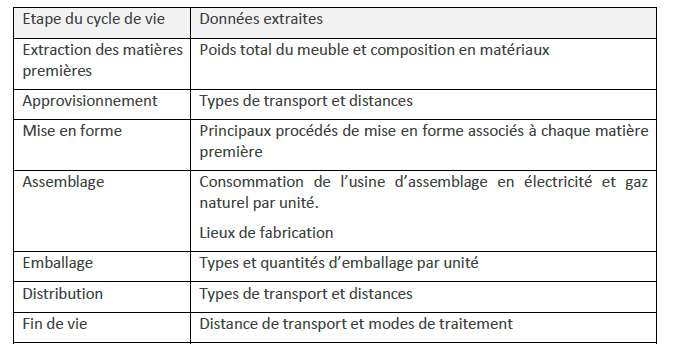 Etape du cycle de vie
Données extraites
Extraction des matières
premières
Poids total du meuble et composition en matériaux
Approvisionnement
Types de transport et distances
Mise en forme
Principaux procédés de mise en forme associés à chaque matière
première
Assemblage
Consommation de l’usine d’assemblage en électricité et gaz
naturel par unité.
Lieux de fabrication
Emballage
Types et quantités d’emballage par unité
Distribution
Types de transport et distances
Fin de vie
Distance de transport et modes de traitement